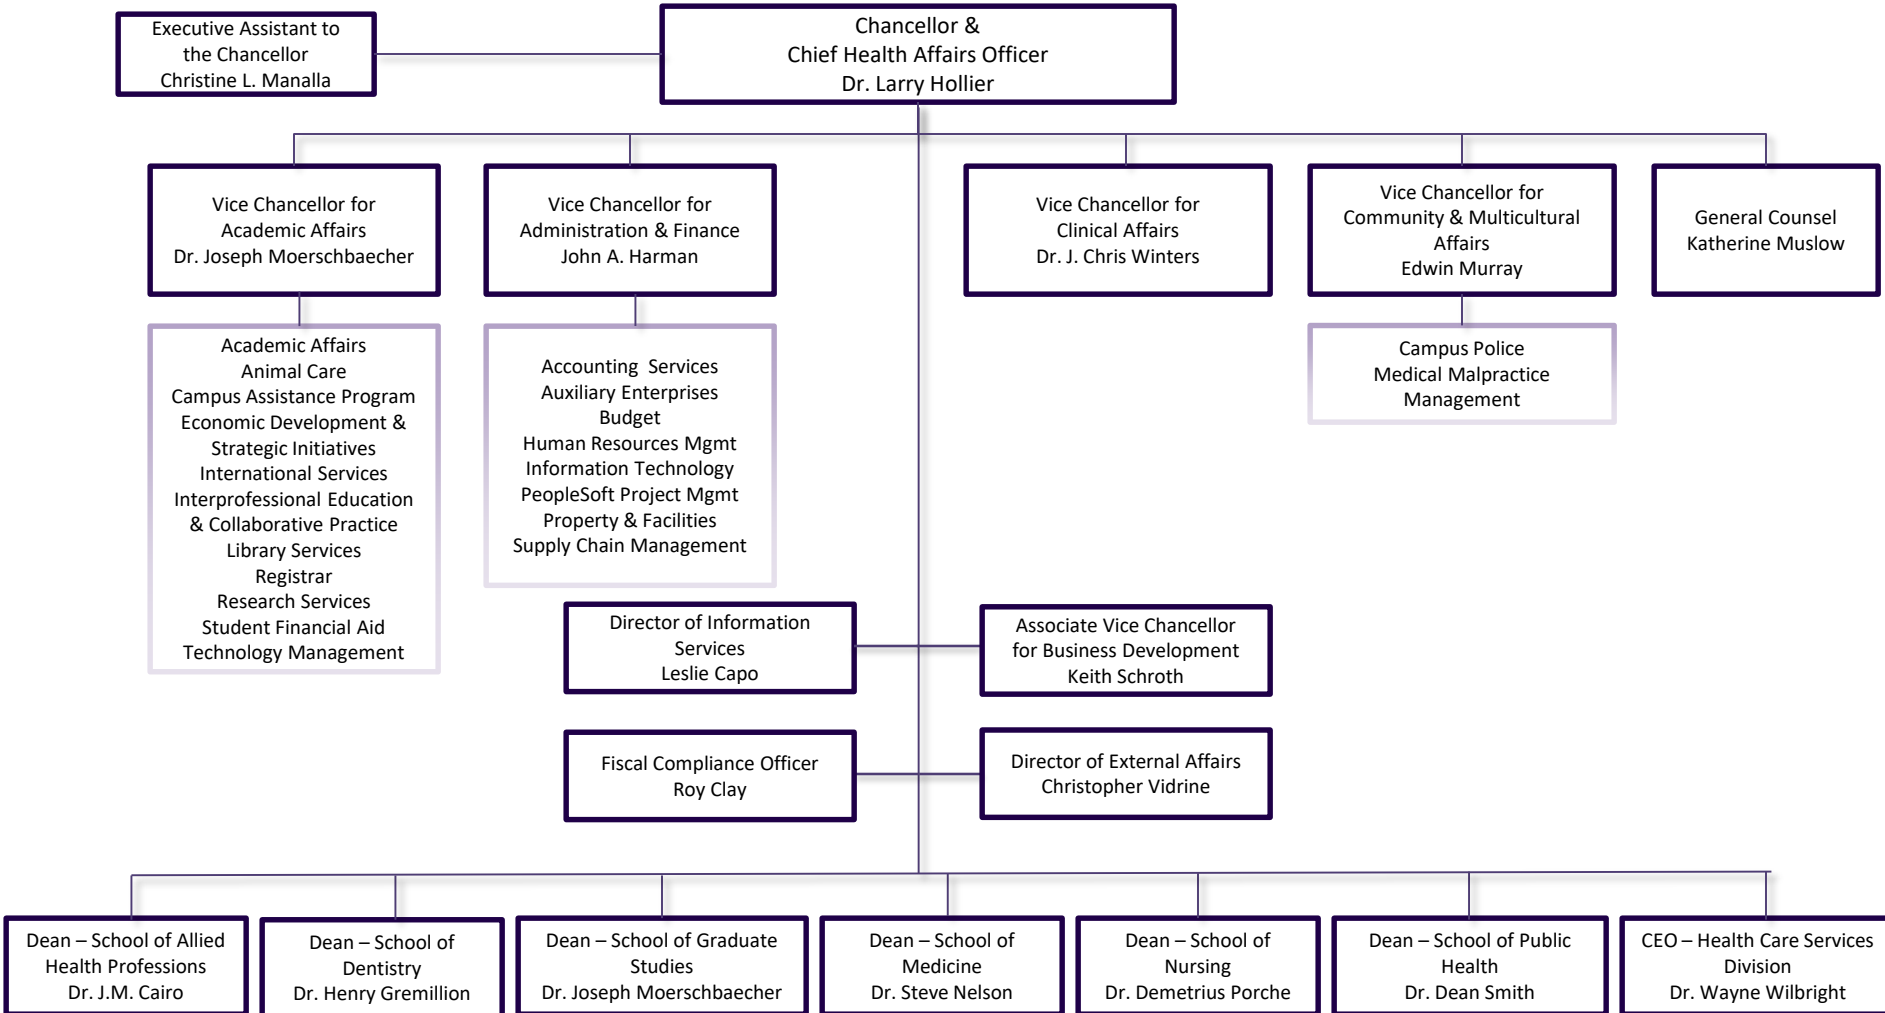 Executive Assistant to
the Chancellor
Christine L. Manalla
Chancellor &
Chief Health Affairs Officer
Dr. Larry Hollier
Vice Chancellor for
Academic Affairs
Dr. Joseph Moerschbaecher
Vice Chancellor for
Administration & Finance
John A. Harman
Vice Chancellor for
Clinical Affairs
Dr. J. Chris Winters
Vice Chancellor for
Community & Multicultural
Affairs
Edwin Murray
General Counsel
Katherine Muslow
Academic Affairs
Animal Care
Campus Assistance Program
Economic Development &
Strategic Initiatives
International Services
Interprofessional Education
& Collaborative Practice
Library Services
Registrar
Research Services
Student Financial Aid
Technology Management
Accounting Services
Auxiliary Enterprises
Budget
Human Resources Mgmt
Information Technology
PeopleSoft Project Mgmt
Property & Facilities
Supply Chain Management
Campus Police
Medical Malpractice
Management
Director of Information
Services
Leslie Capo
Associate Vice Chancellor
for Business Development
Keith Schroth
Fiscal Compliance Officer
Roy Clay
Director of External Affairs
Christopher Vidrine
Dean – School of Allied
Health Professions
Dr. J.M. Cairo
Dean – School of
Dentistry
Dr. Henry Gremillion
Dean – School of Graduate
Studies
Dr. Joseph Moerschbaecher
Dean – School of
Medicine
Dr. Steve Nelson
Dean – School of
Nursing
Dr. Demetrius Porche
Dean – School of Public
Health
Dr. Dean Smith
CEO – Health Care Services
Division
Dr. Wayne Wilbright